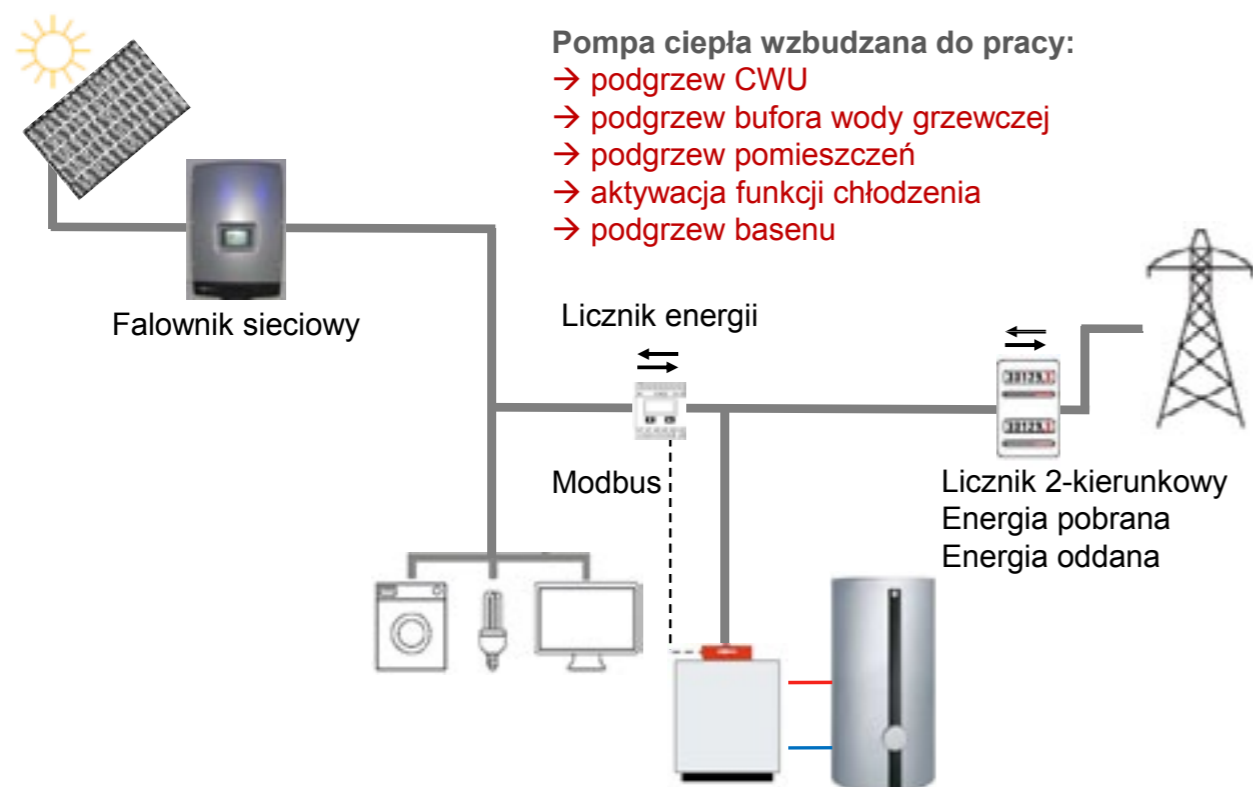 Pompa ciepła wzbudzana do pracy:
→ podgrzew CWU
→ podgrzew bufora wody grzewczej
→ podgrzew pomieszczeń
→ aktywacja funkcji chłodzenia
→ podgrzew basenu
Falownik sieciowy
Licznik energii
Modbus
Licznik 2-kierunkowy
Energia pobrana
Energia oddana